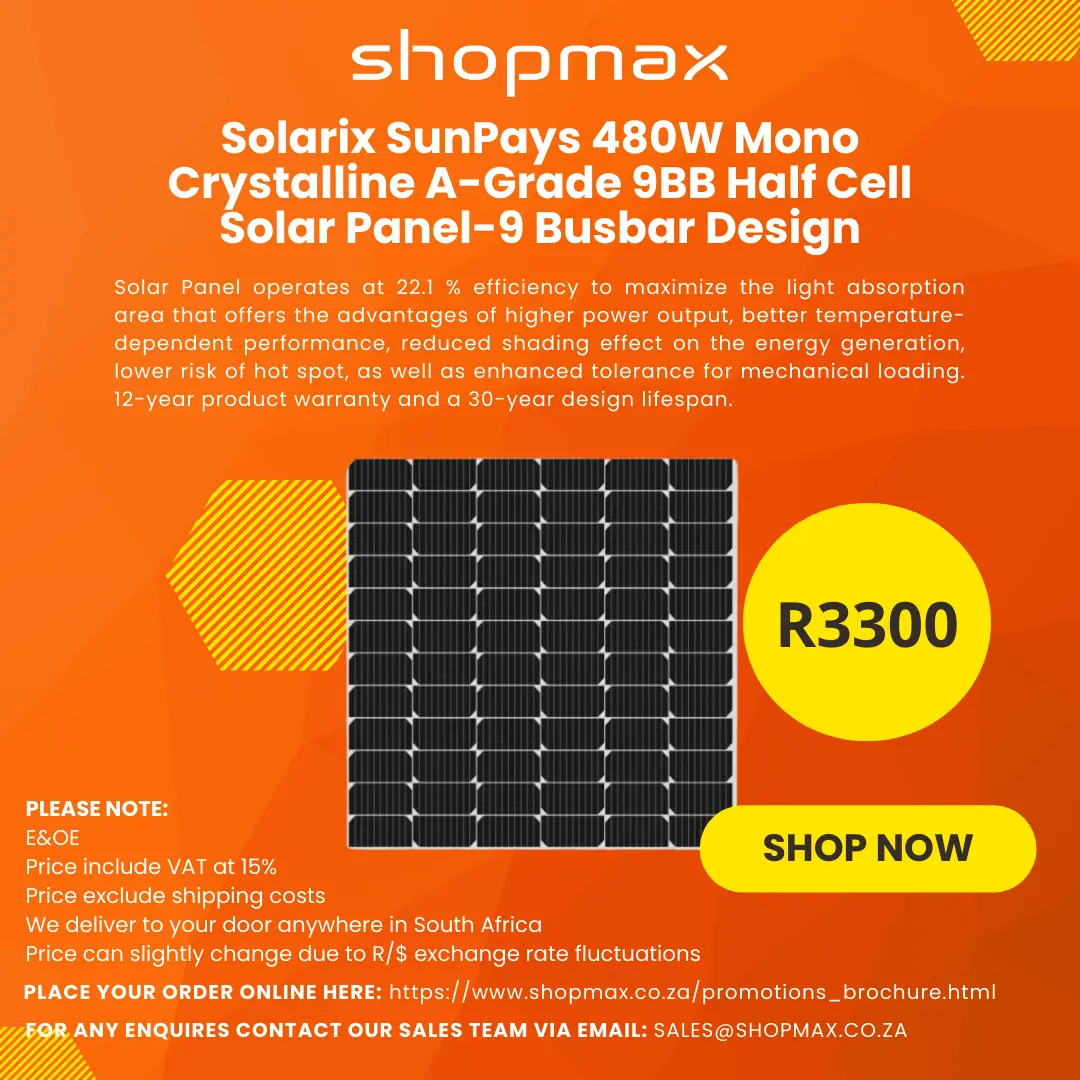 shopmax
Solarix SunPays 480W Mono
Crystalline A-Grade 9BB Half Cell
Solar Panel-9 Busbar Design
Solar Panel operates at 22.1 % efficiency to maximize the light absorption
area that offers the advantages of higher power output, better temperature-
dependent performance, reduced shading effect on the energy generation,
lower risk of hot spot, as well as enhanced tolerance for mechanical loading.
12-year product warranty and a 30-year design lifespan.
R3300
SHOP NOW
PLEASE NOTE:
E&OE
Price include VAT at 15%
Price exclude shipping costs
We deliver to your door anywhere in South Africa
Price can slightly change due to R/$ exchange rate fluctuations
PLACE YOUR ORDER ONLINE HERE: https://www.shopmax.co.za/promotions_brochure.html
FOR ANY ENQUIRES CONTACT OUR SALES TEAM VIA EMAIL: SALES@SHOPMAX.CO.ZA